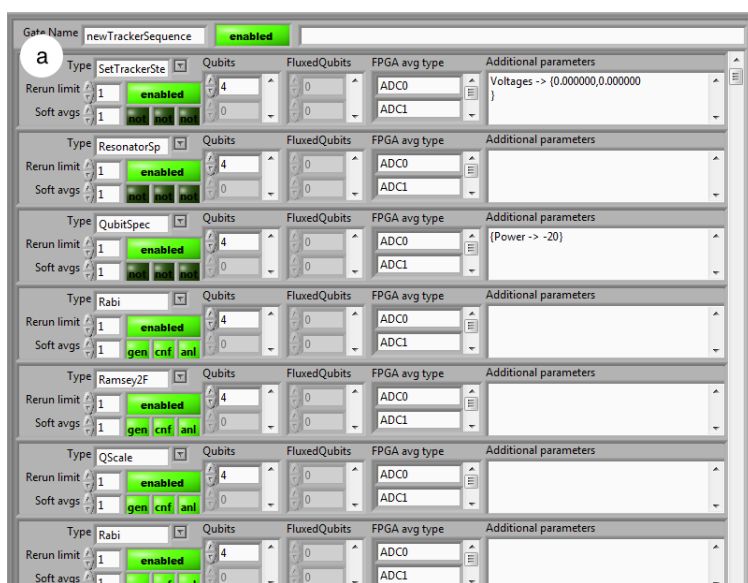 Gate Name newTrackerSequence enabled
a
Type SetTrackerSte Qubits FluxedQubits FPGA avg type Additional parameters
Rerun limit 1 enabled 4 0 ADC0 Voltages -> {0.000000,0.000000
}
Soft avgs 1 not not not 0 ADC1
Type ResonatorSp Qubits FluxedQubits FPGA avg type Additional parameters
Rerun limit 1 enabled 4 0 ADC0
Soft avgs 1 not not not 0 ADC1
Type QubitSpec Qubits FluxedQubits FPGA avg type Additional parameters
Rerun limit 1 enabled 4 0 ADC0 {Power -> -20}
Soft avgs 1 not not not 0 ADC1
Type Rabi Qubits FluxedQubits FPGA avg type Additional parameters
Rerun limit 1 enabled 4 0 ADC0
Soft avgs 1 gen cnf anl 0 ADC1
Type Ramsey2F Qubits FluxedQubits FPGA avg type Additional parameters
Rerun limit 1 enabled 4 0 ADC0
Soft avgs 1 gen cnf anl 0 ADC1
Type QScale Qubits FluxedQubits FPGA avg type Additional parameters
Rerun limit 1 enabled 4 0 ADC0
Soft avgs 1 gen cnf anl 0 ADC1
Type Rabi Qubits FluxedQubits FPGA avg type Additional parameters
Rerun limit 1 enabled 4 0 ADC0
Soft avgs 1 0 ADC1